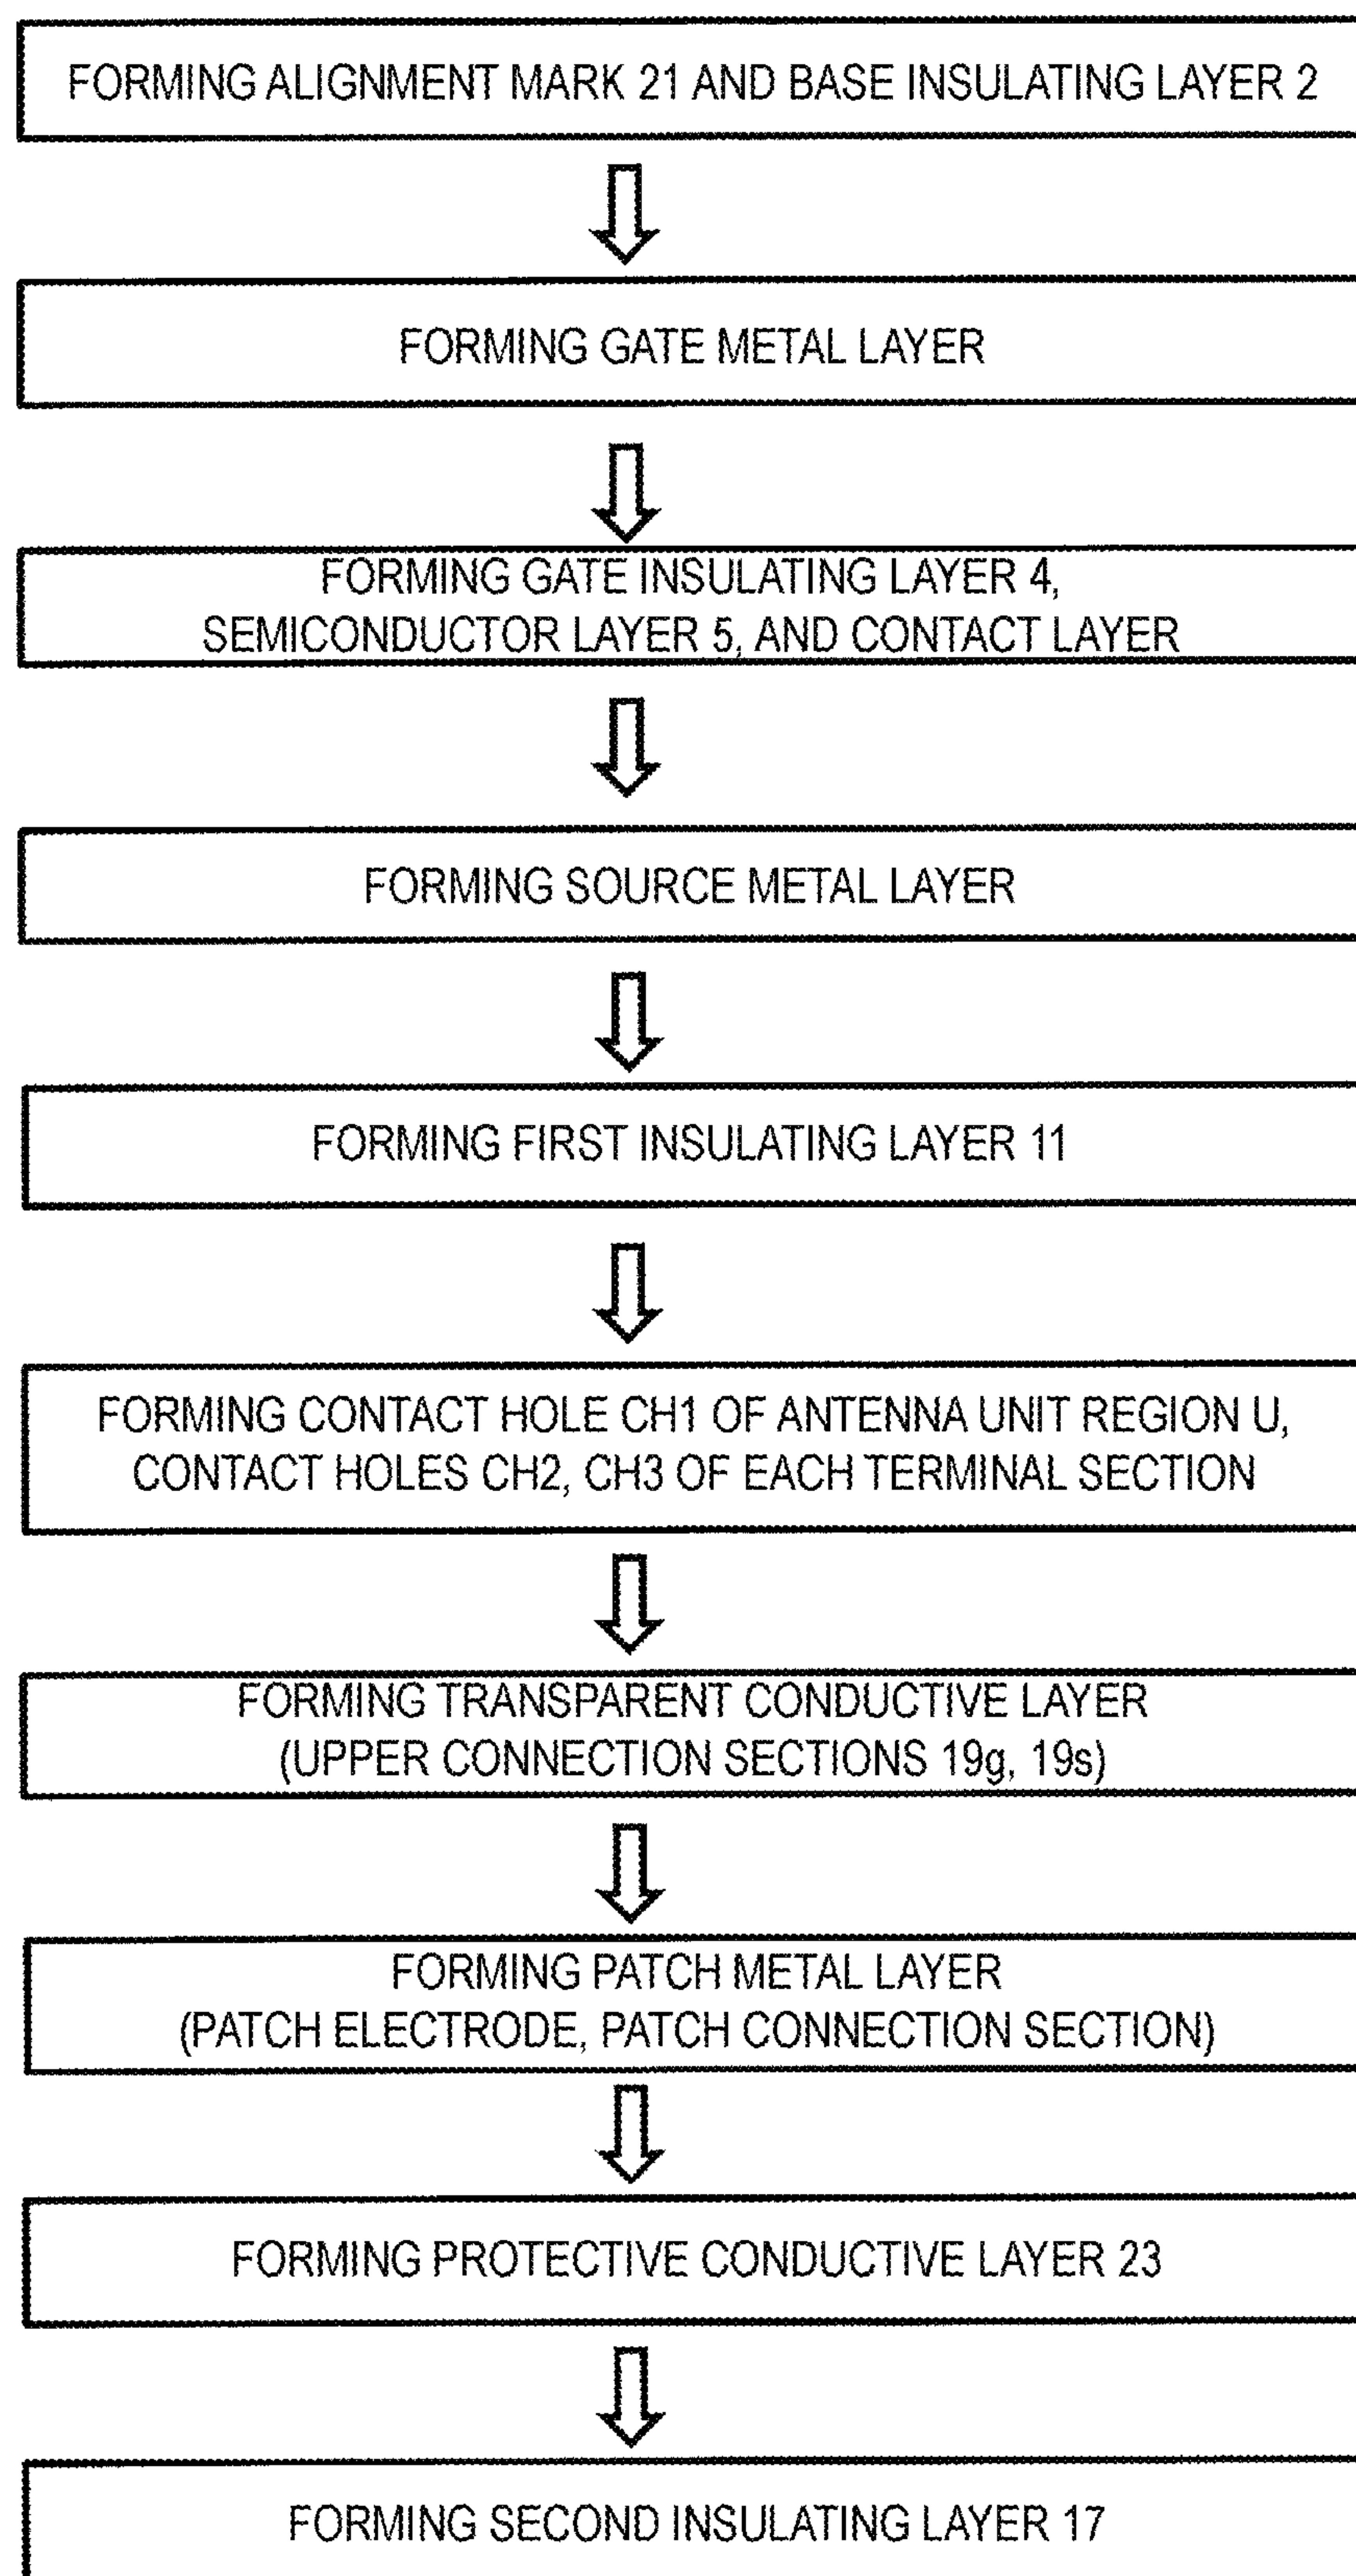 FORMING ALIGNMENT MARK 21 AND BASE INSULATING LAYER 2
FORMING GATE METAL LAYER
FORMING GATE INSULATING LAYER 4,
SEMICONDUCTOR LAYER 5, AND CONTACT LAYER
FORMING SOURCE METAL LAYER
FORMING FIRST INSULATING LAYER 11
FORMING CONTACT HOLE CH1 OF ANTENNA UNIT REGION U,
CONTACT HOLES CH2, CH3 OF EACH TERMINAL SECTION
FORMING TRANSPARENT CONDUCTIVE LAYER
(UPPER CONNECTION SECTIONS 19g, 19s)
FORMING PATCH METAL LAYER
(PATCH ELECTRODE, PATCH CONNECTION SECTION)
FORMING PROTECTIVE CONDUCTIVE LAYER 23
FORMING SECOND INSULATING LAYER 17